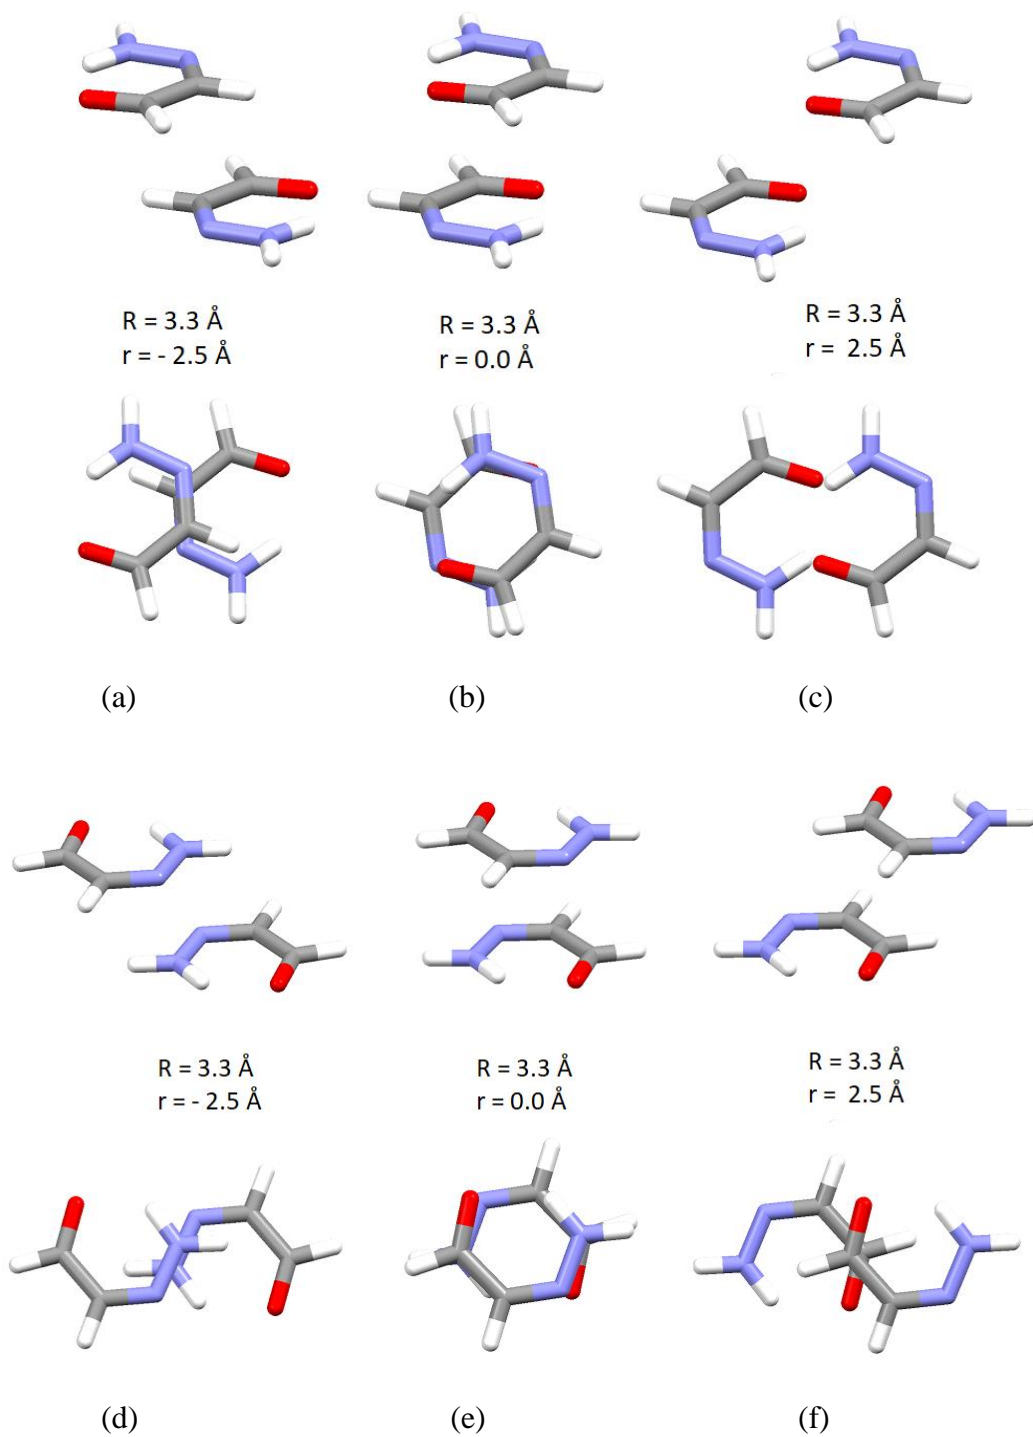 R = 3.3 Å
r = - 2.5 Å
R = 3.3 Å
r = 0.0 Å
R = 3.3 Å
r = 2.5 Å
(a)
(b)
(c)
R = 3.3 Å
r = - 2.5 Å
R = 3.3 Å
r = 0.0 Å
R = 3.3 Å
r = 2.5 Å
(d)
(e)
(f)